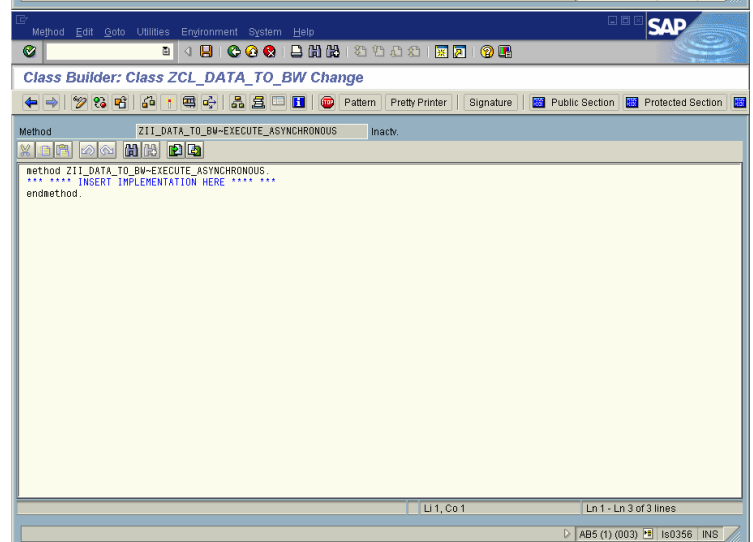 Method Edit Goto Utilities Environment System Help
SAP
Class Builder: Class ZCL_DATA_TO_BW Change
STOP Pattern Pretty Printer Signature Public Section Protected Section
Method ZII_DATA_TO_BW~EXECUTE_ASYNCHRONOUS Inactv.
method ZII_DATA_TO_BW~EXECUTE_ASYNCHRONOUS.
*** **** INSERT IMPLEMENTATION HERE **** ***
endmethod.
Li 1, Co 1 Ln 1 - Ln 3 of 3 lines
AB5 (1) (003) ls0356 INS